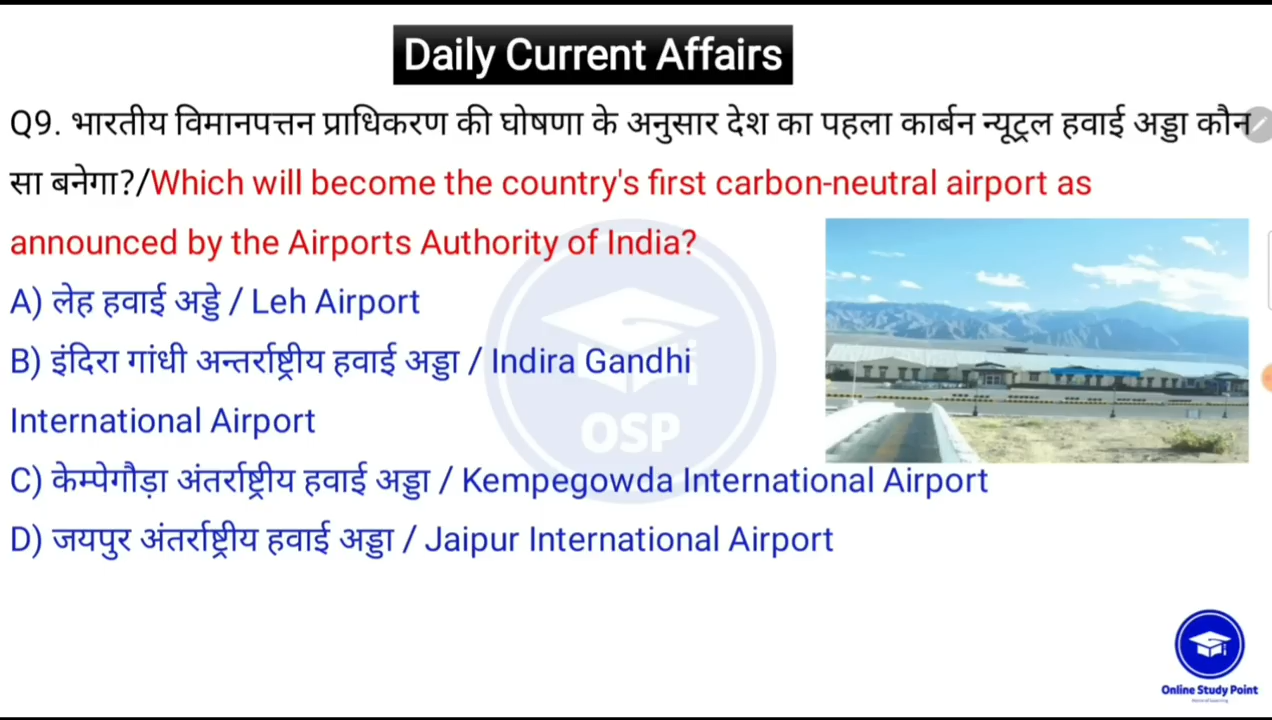 Daily Current Affairs
Q9. भारतीय विमानपत्तन प्राधिकरण की घोषणा के अनुसार देश का पहला कार्बन न्यूट्रल हवाई अड्डा कौन
सा बनेगा?/Which will become the country's first carbon-neutral airport as
announced by the Airports Authority of India?
A) लेह हवाई अड्डे / Leh Airport
B) इंदिरा गांधी अन्तर्राष्ट्रीय हवाई अड्डा / Indira Gandhi
International Airport
OSP
C) केम्पेगौड़ा अंतर्राष्ट्रीय हवाई अड्डा / Kempegowda International Airport
D) जयपुर अंतर्राष्ट्रीय हवाई अड्डा / Jaipur International Airport
Online Study Point